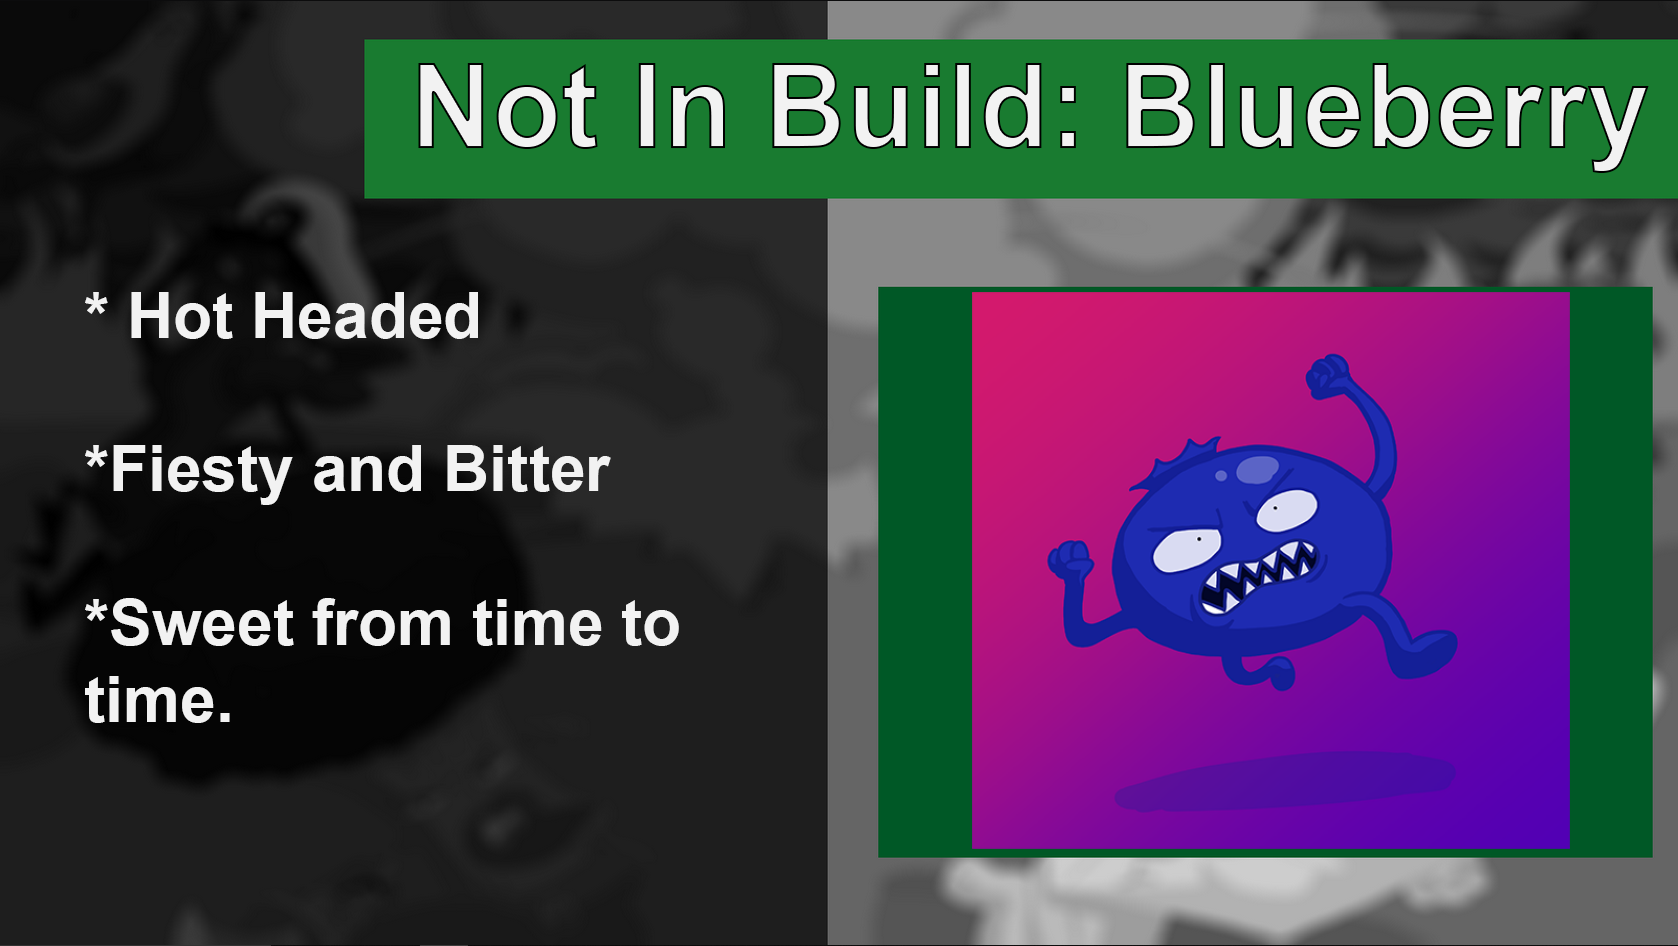 Not In Build: Blueberry
* Hot Headed
*Fiesty and Bitter
*Sweet from time to
time.